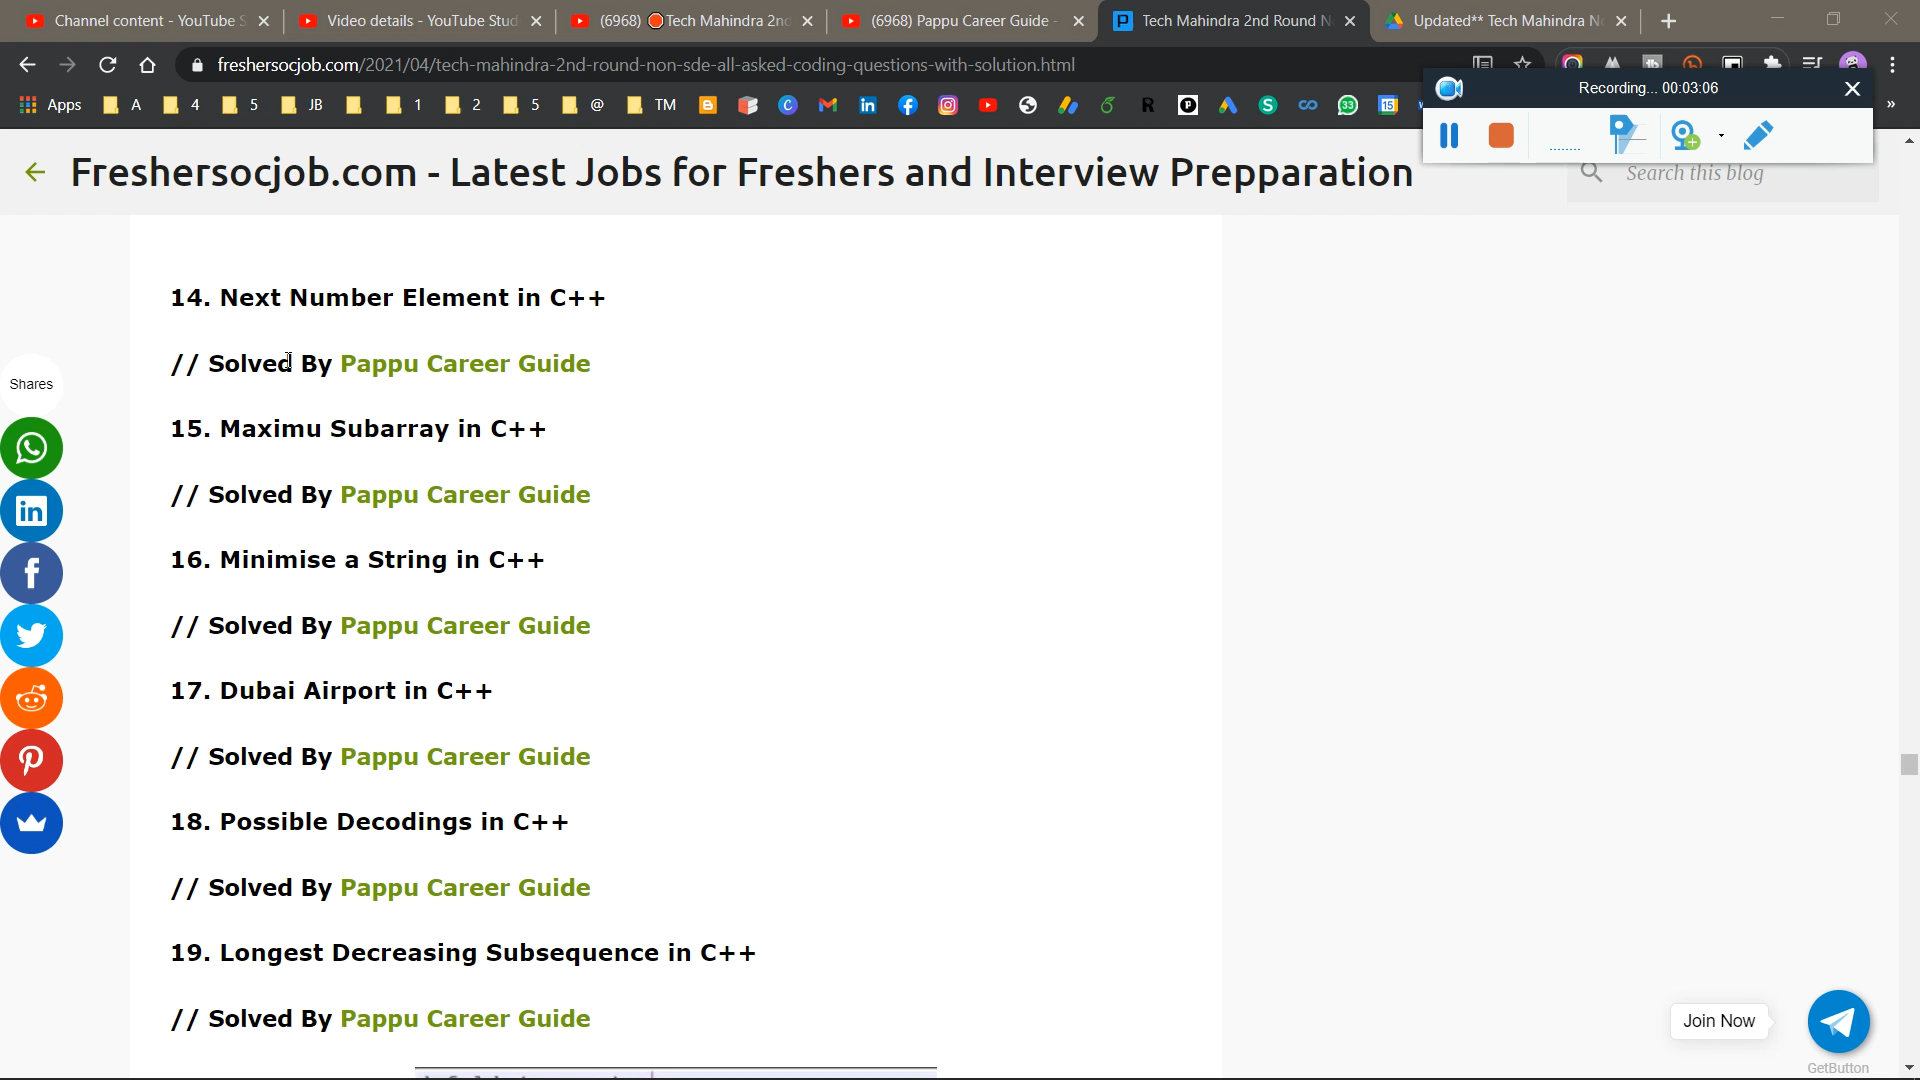 Channel content - YouTube S
Video details - YouTube Stud
(6968) Tech Mahindra 2nd
(6968) Pappu Career Guide -
Tech Mahindra 2nd Round N
Updated** Tech Mahindra N
freshersocjob.com/2021/04/tech-mahindra-2nd-round-non-sde-all-asked-coding-questions-with-solution.html
Apps A 4 5 JB 1 2 5 @ TM
Recording... 00:03:06
Freshersocjob.com - Latest Jobs for Freshers and Interview Prepparation
Search this blog
14. Next Number Element in C++
// Solved By Pappu Career Guide
Shares
15. Maximu Subarray in C++
// Solved By Pappu Career Guide
16. Minimise a String in C++
// Solved By Pappu Career Guide
17. Dubai Airport in C++
// Solved By Pappu Career Guide
18. Possible Decodings in C++
// Solved By Pappu Career Guide
19. Longest Decreasing Subsequence in C++
// Solved By Pappu Career Guide
Join Now
GetButton